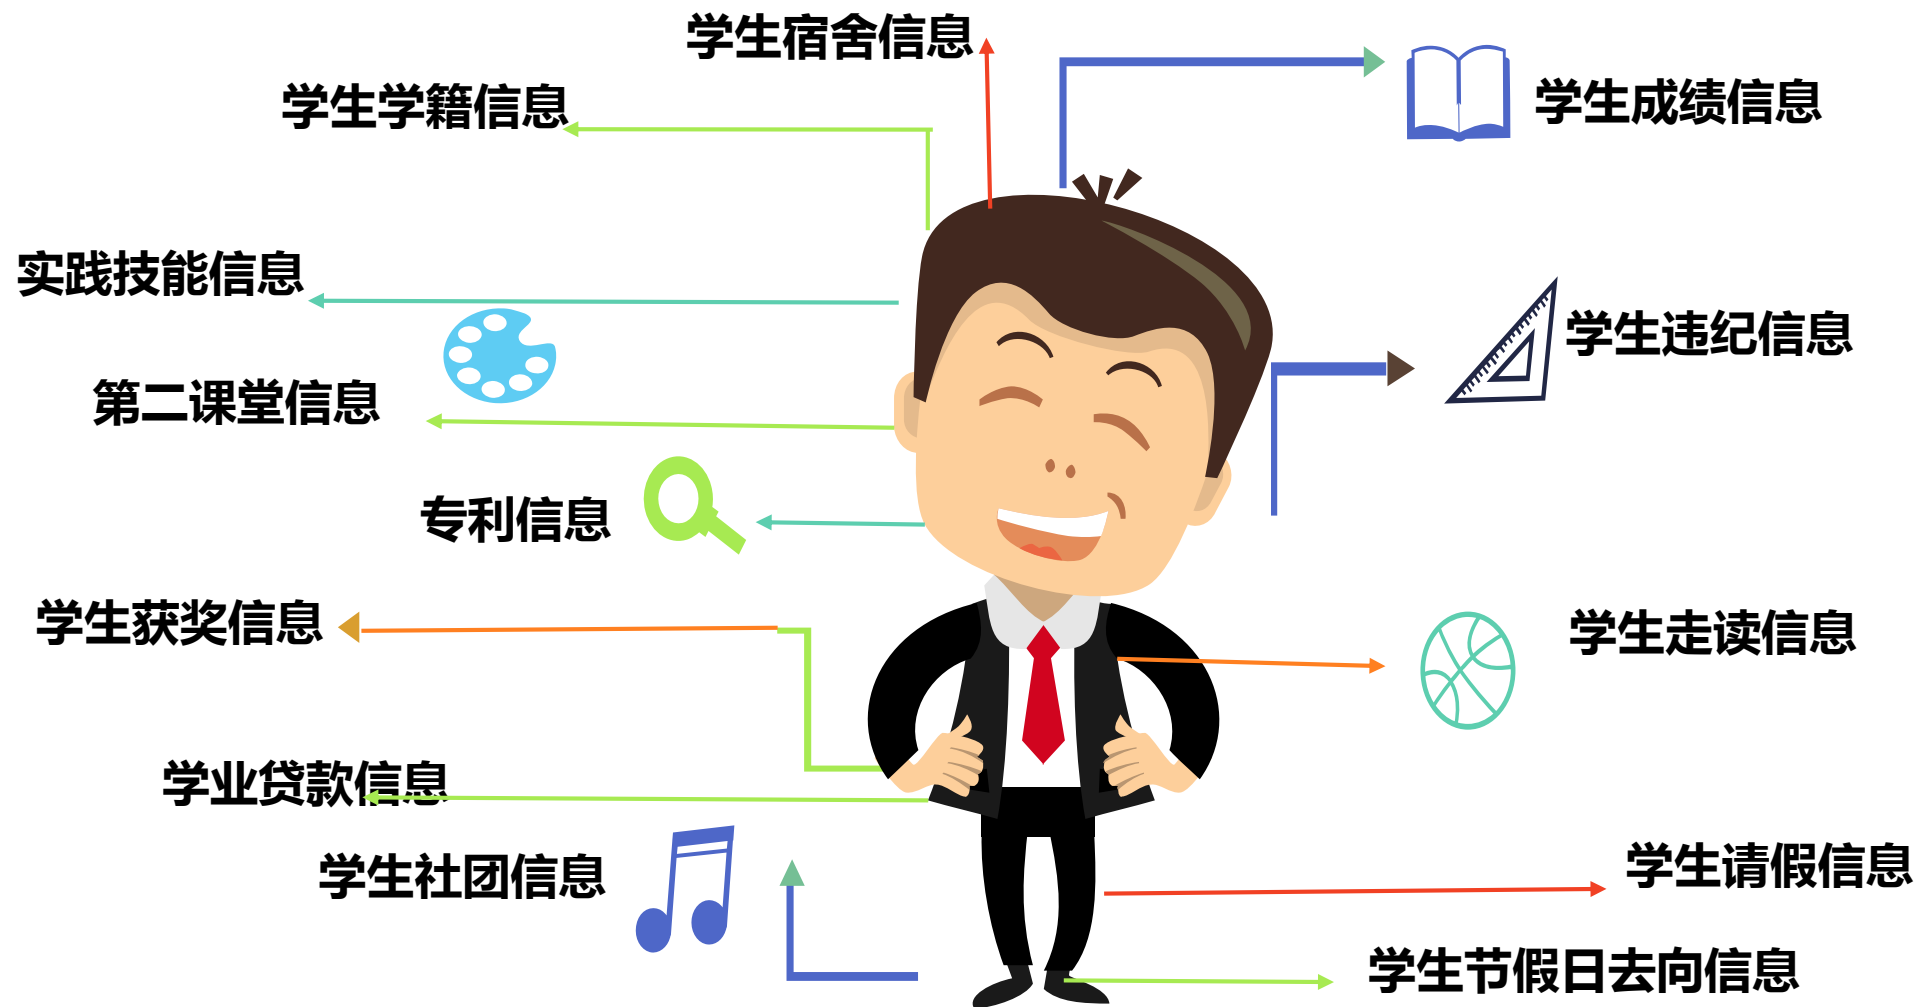 学生宿舍信息
学生成绩信息
学生学籍信息
实践技能信息
学生违纪信息
第二课堂信息
专利信息
学生获奖信息
学生走读信息
学业贷款信息
学生请假信息
学生社团信息
学生节假日去向信息